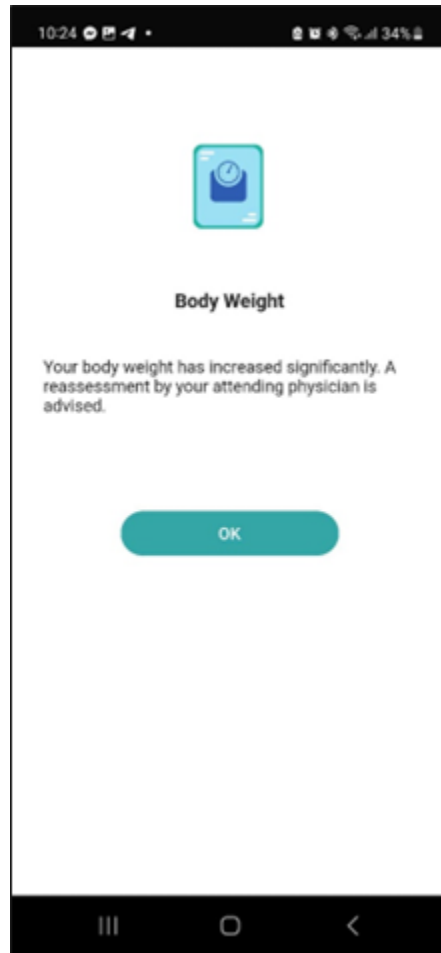 10:24
34%
Body Weight
Your body weight has increased significantly. A
reassessment by your attending physician is
advised.
OK